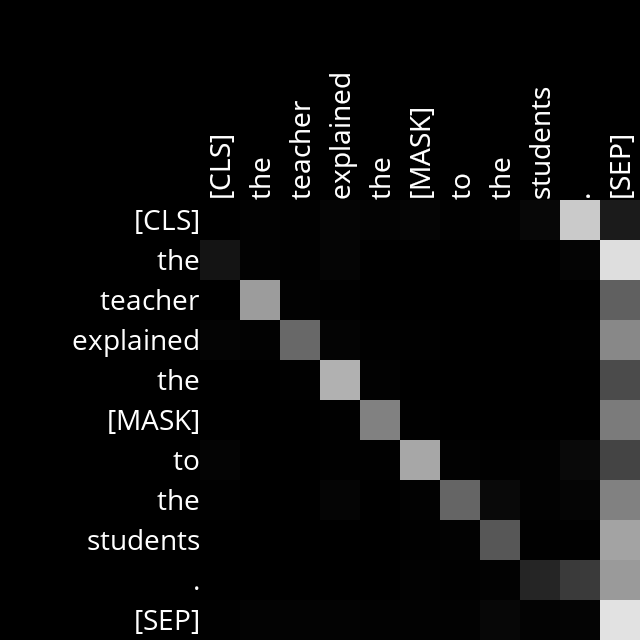 [CLS] the teacher explained the [MASK] to the students . [SEP]
[CLS]
the
teacher
explained
the
[MASK]
to
the
students
.
[SEP]